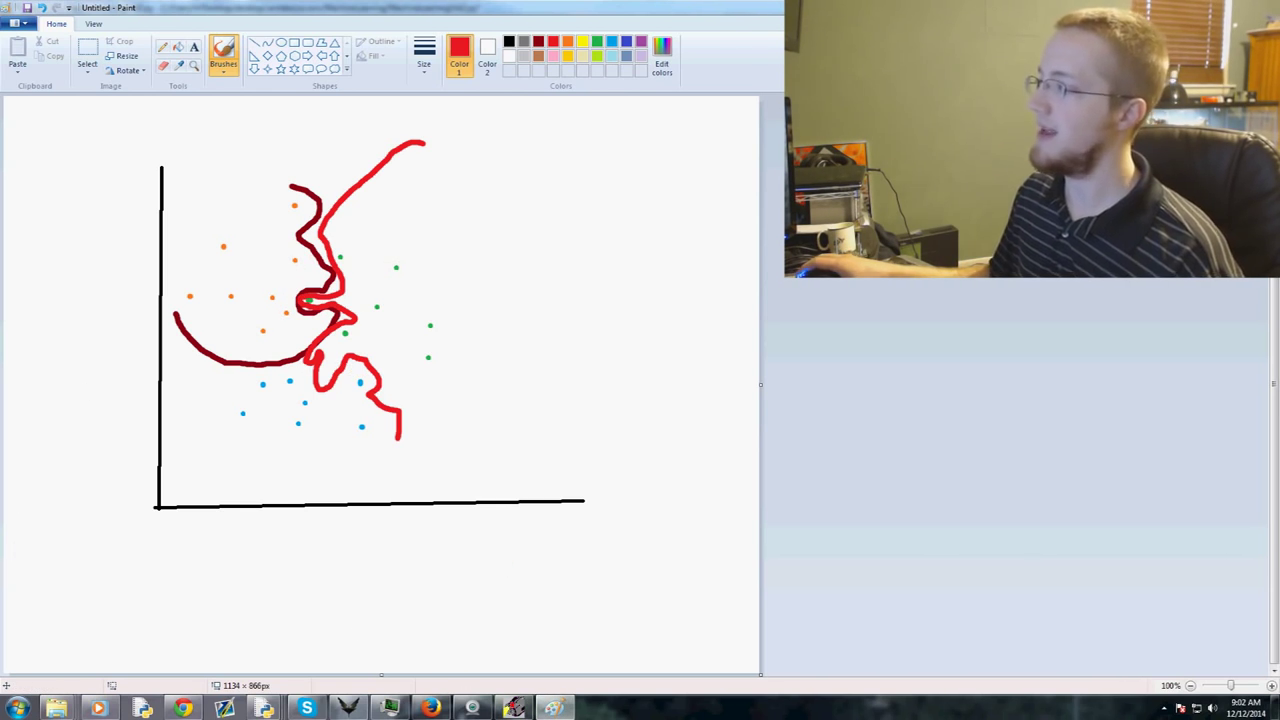 Untitled - Paint
Home
View
Paste
Cut
Copy
Clipboard
Select
Crop
Resize
Rotate
Image
A
Tools
Brushes
Outline
Fill
Shapes
Size
Color 1
Color 2
Edit colors
Colors
1134 × 866px
100%
S
9:02 AM
12/12/2014